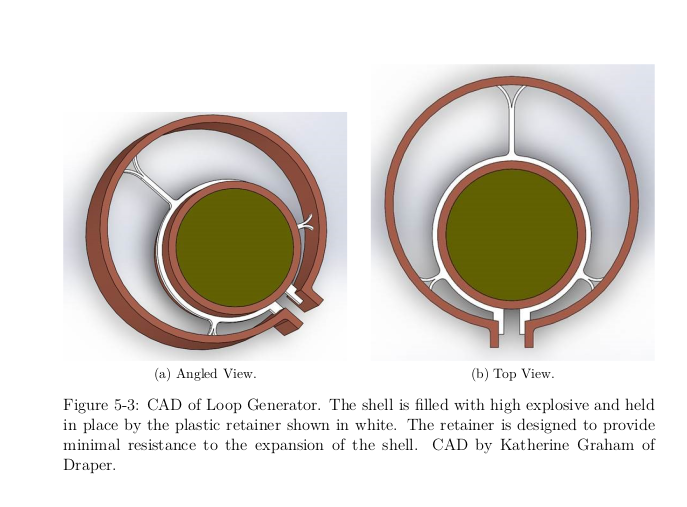 (a) Angled View.
(b) Top View.
Figure 5-3: CAD of Loop Generator. The shell is filled with high explosive and held
in place by the plastic retainer shown in white. The retainer is designed to provide
minimal resistance to the expansion of the shell. CAD by Katherine Graham of
Draper.